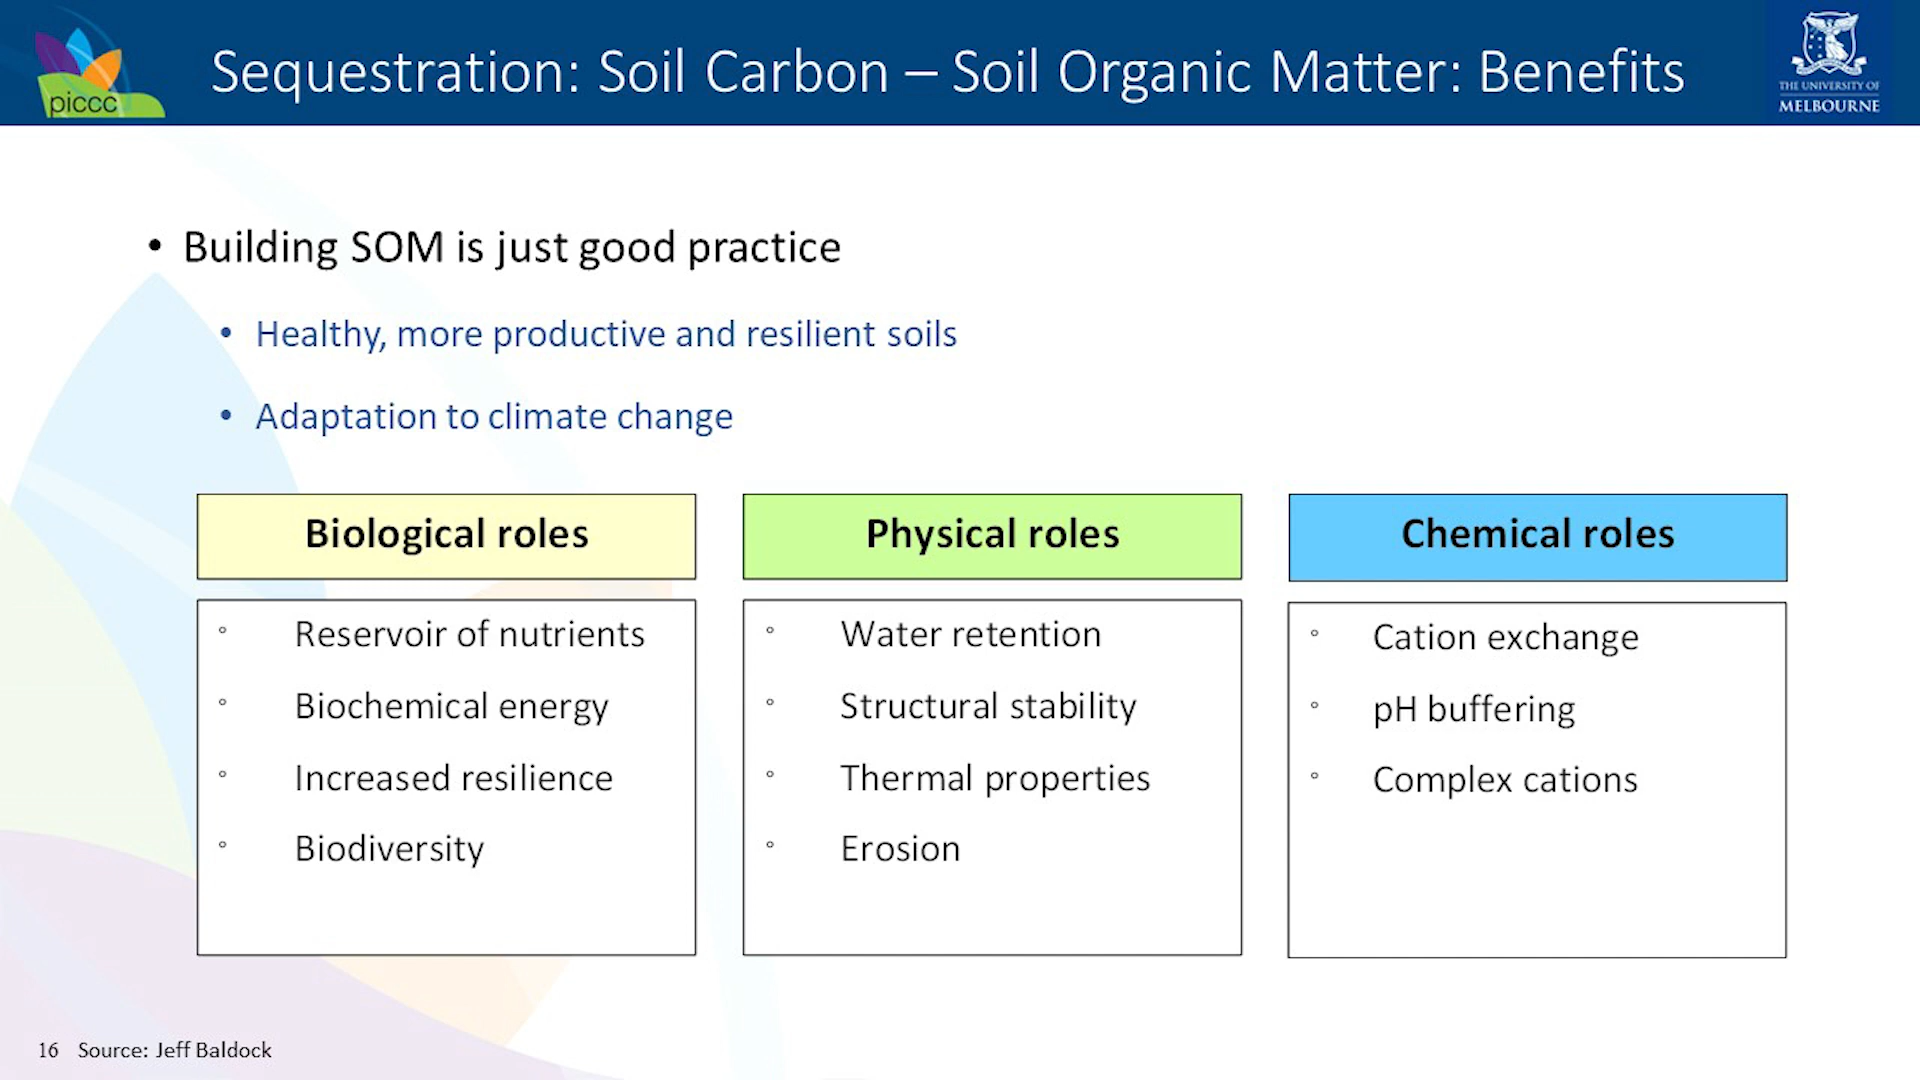 piccc
Sequestration: Soil Carbon – Soil Organic Matter: Benefits
THE UNIVERSITY OF
MELBOURNE
• Building SOM is just good practice
• Healthy, more productive and resilient soils
• Adaptation to climate change
Biological roles
° Reservoir of nutrients
° Biochemical energy
° Increased resilience
° Biodiversity
Physical roles
° Water retention
° Structural stability
° Thermal properties
° Erosion
Chemical roles
° Cation exchange
° pH buffering
° Complex cations
16 Source: Jeff Baldock